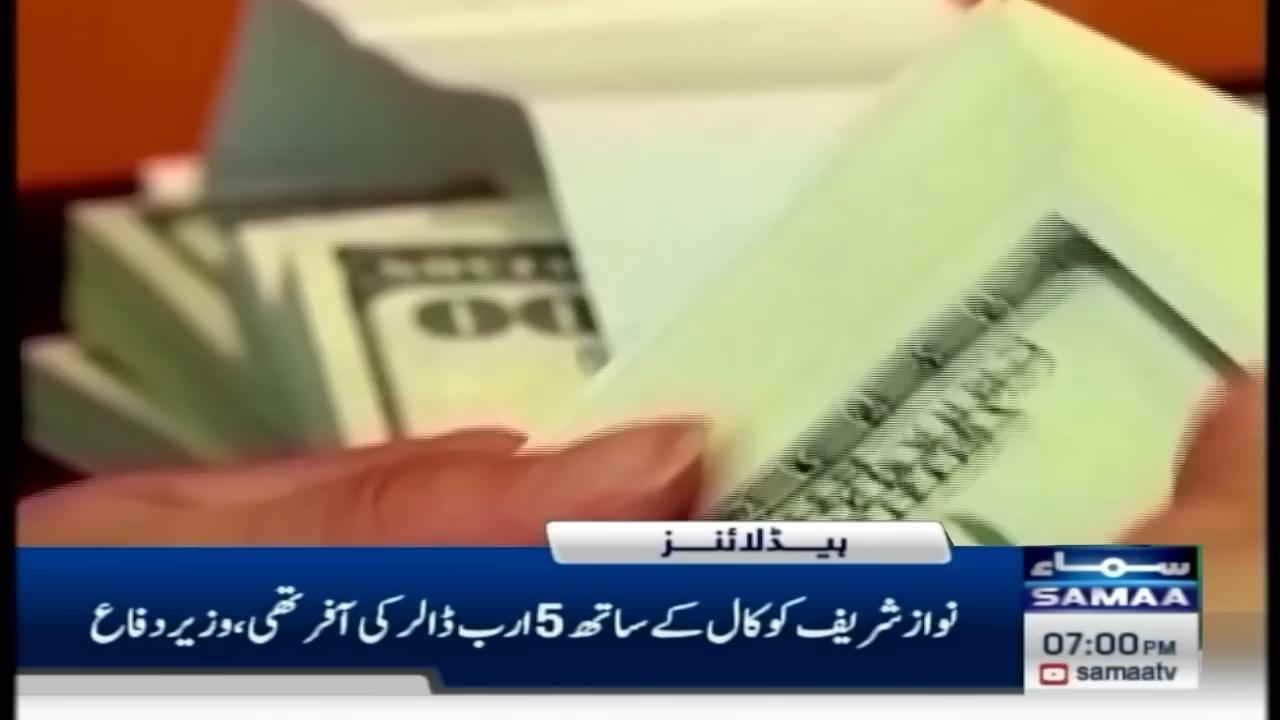 ہیڈلائنز
نواز شریف کو کال کے ساتھ 5 ارب ڈالر کی آفر تھی، وزیر دفاع
سماء
SAMAA
07:00 PM
samaatv